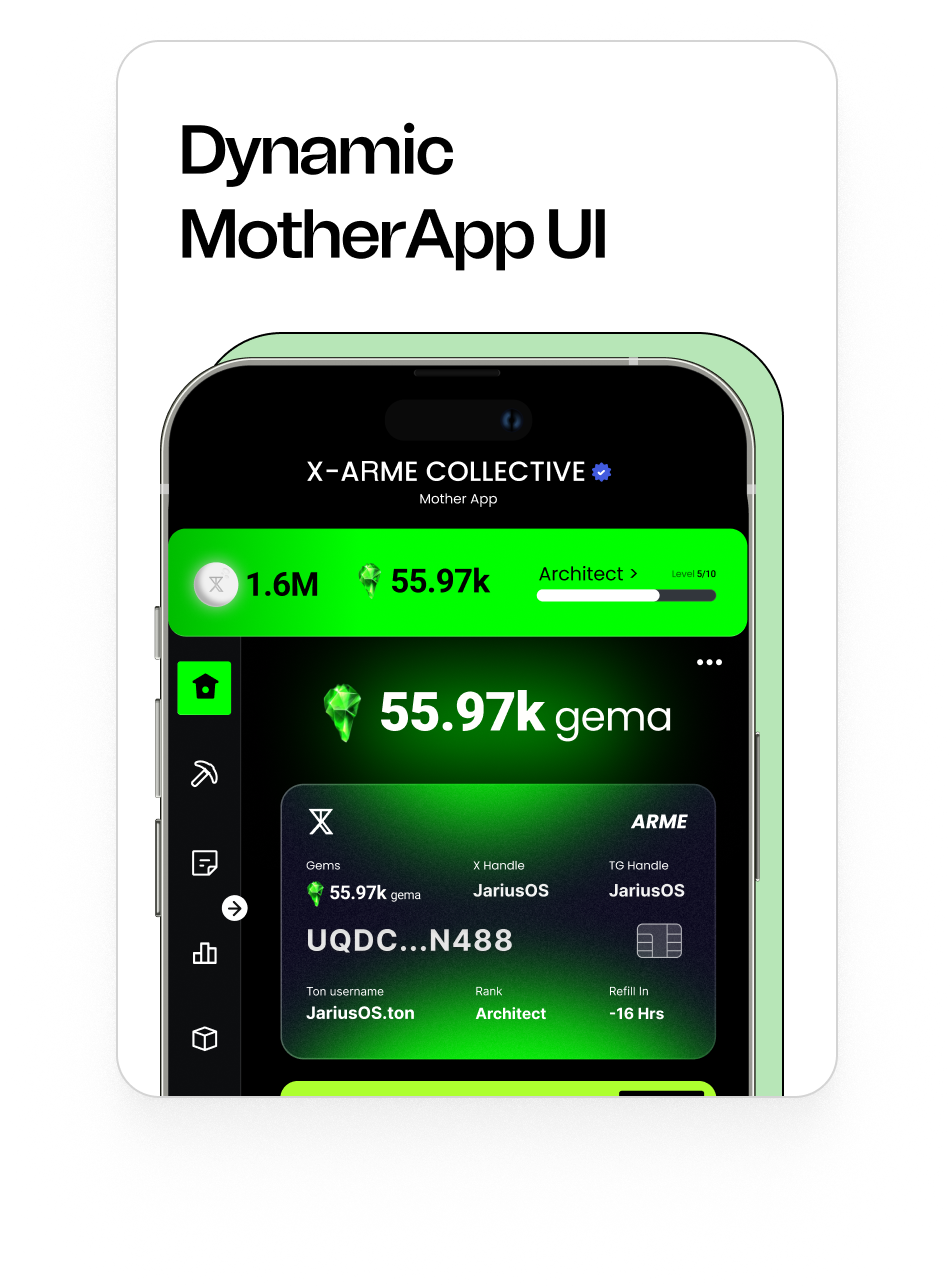 Dynamic
MotherApp UI
X-ARME COLLECTIVE
Mother App
1.6M 55.97k Architect > Level 5/10
55.97k gema
ARME
Gems X Handle TG Handle
55.97k gema JariusOS JariusOS
UQDC...N488
Ton username Rank Refill In
JariusOS.ton Architect -16 Hrs